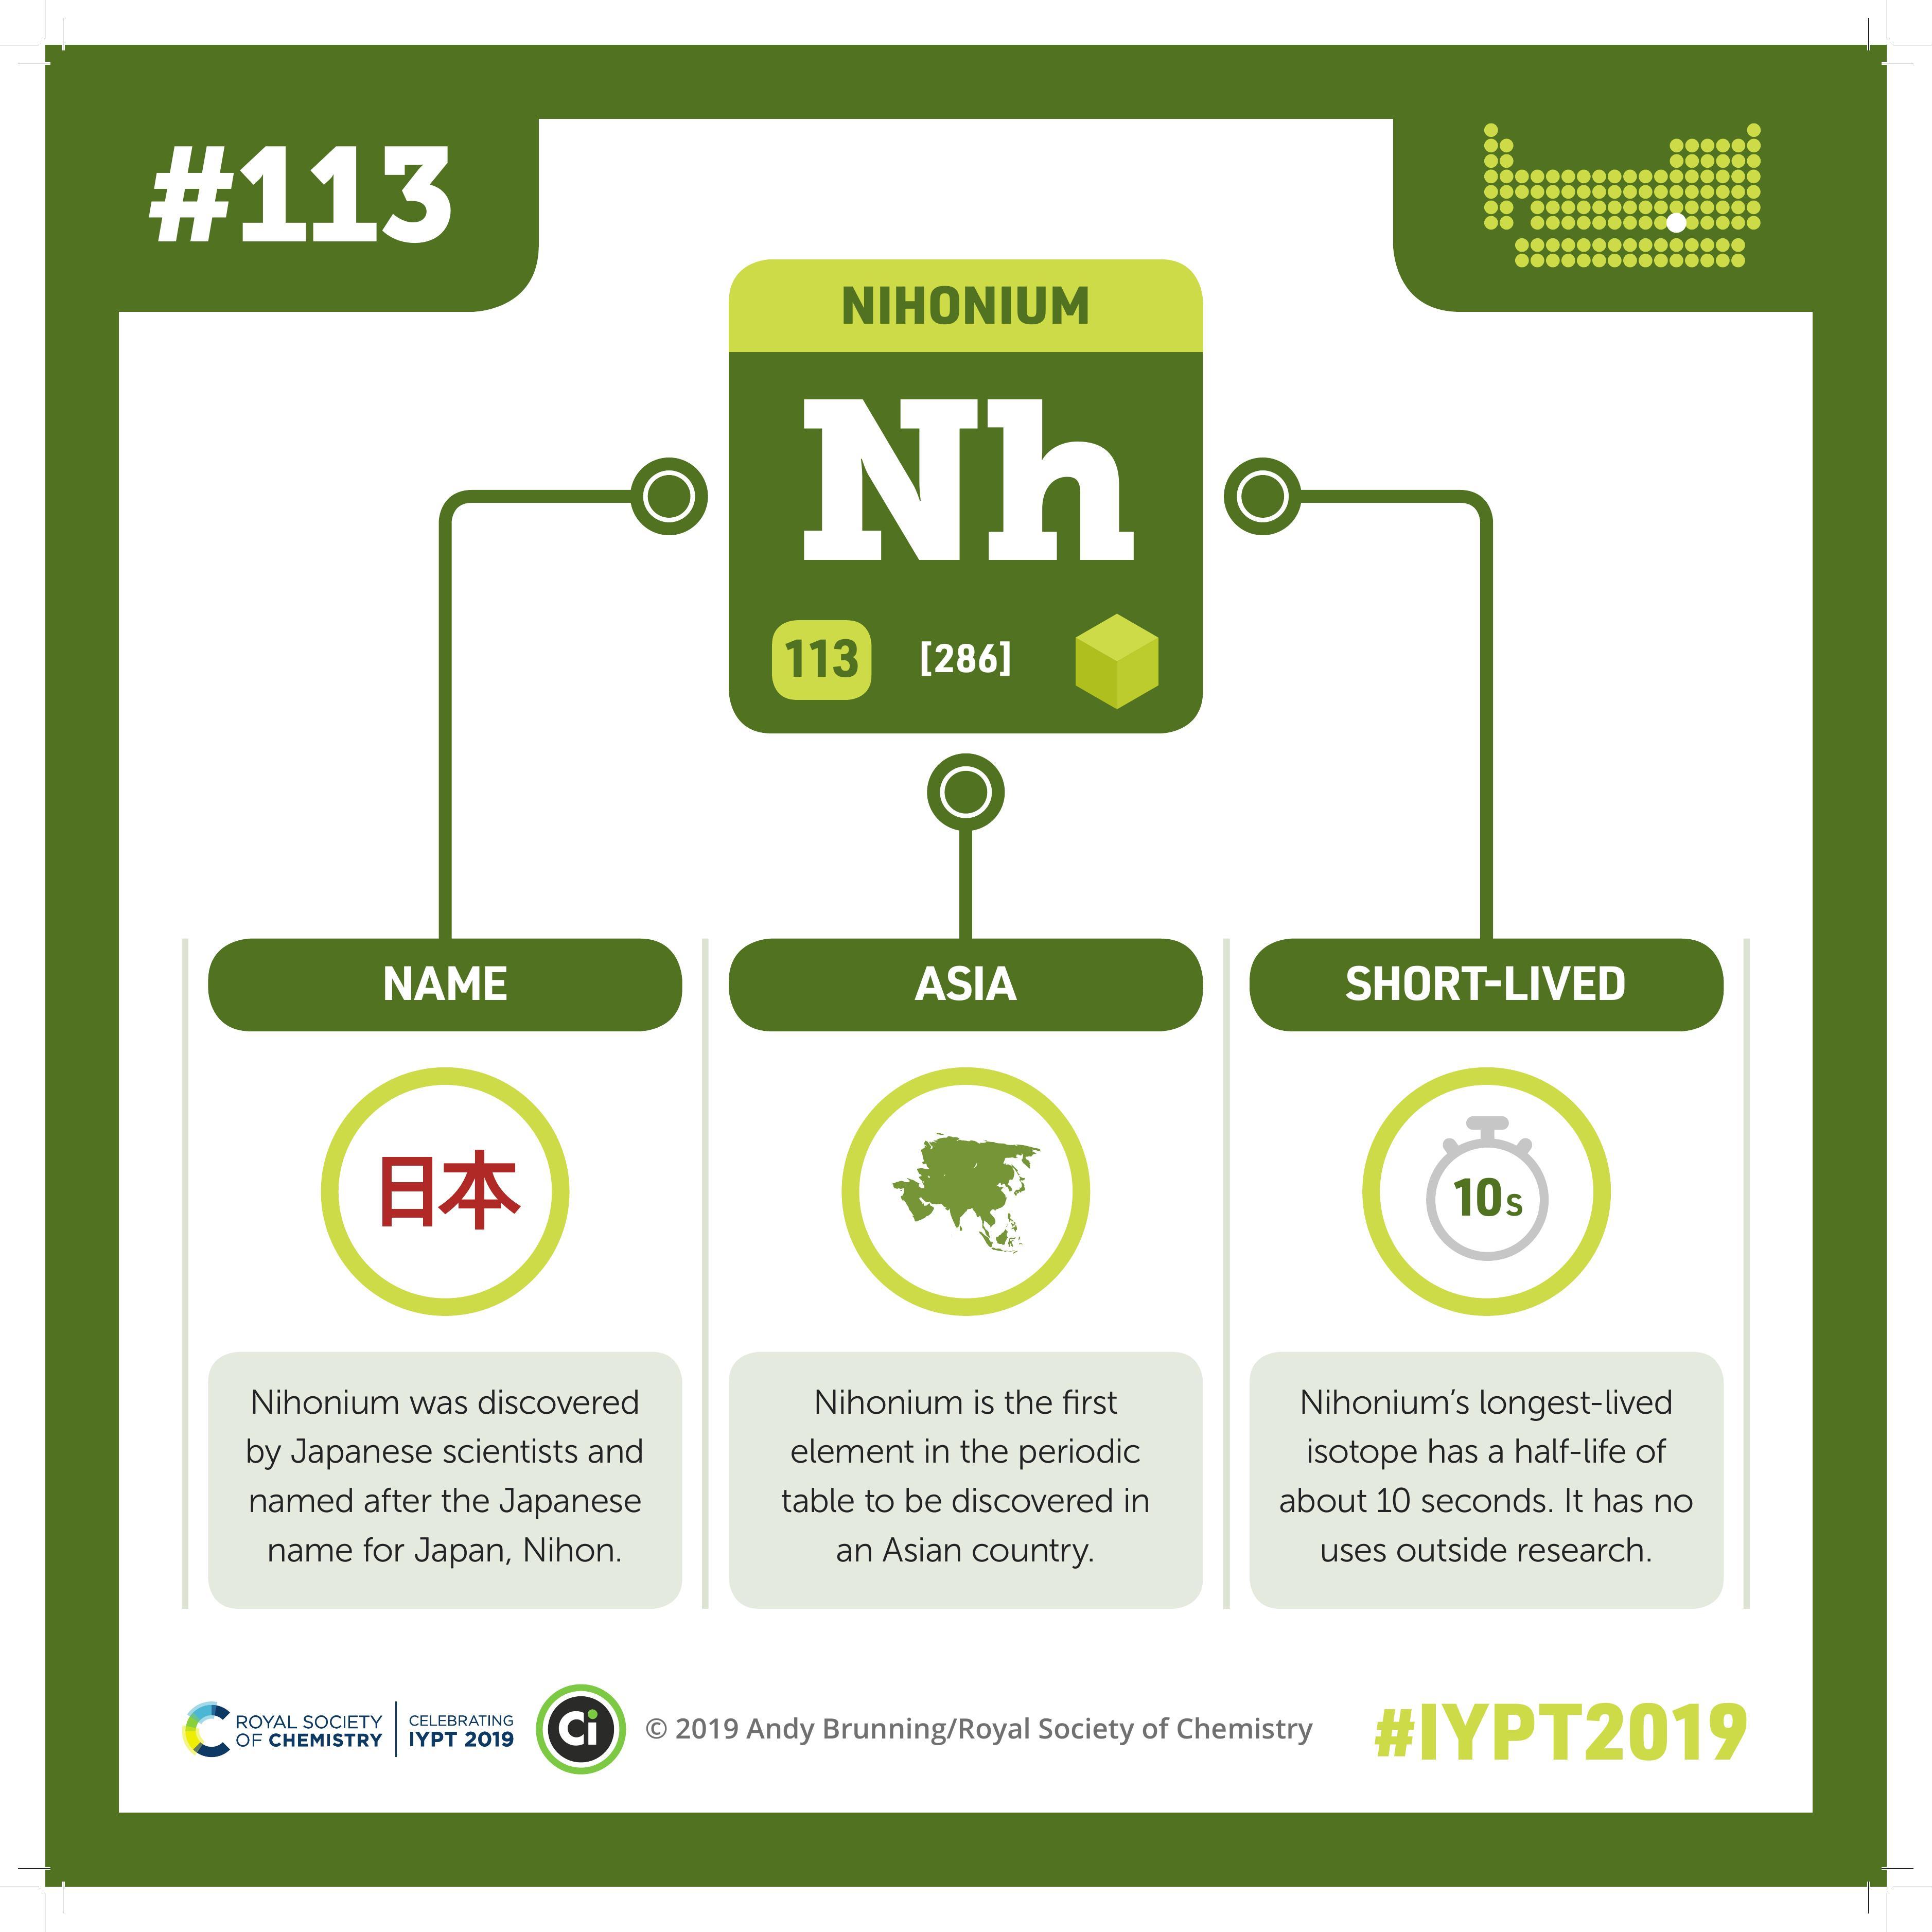 #113
NIHONIUM
Nh
113 [286]
NAME
ASIA
SHORT-LIVED
日本
10s
Nihonium was discovered
by Japanese scientists and
named after the Japanese
name for Japan, Nihon.
Nihonium is the first
element in the periodic
table to be discovered in
an Asian country.
Nihonium’s longest-lived
isotope has a half-life of
about 10 seconds. It has no
uses outside research.
ROYAL SOCIETY
OF CHEMISTRY
CELEBRATING
IYPT 2019
Ci
© 2019 Andy Brunning/Royal Society of Chemistry
#IYPT2019